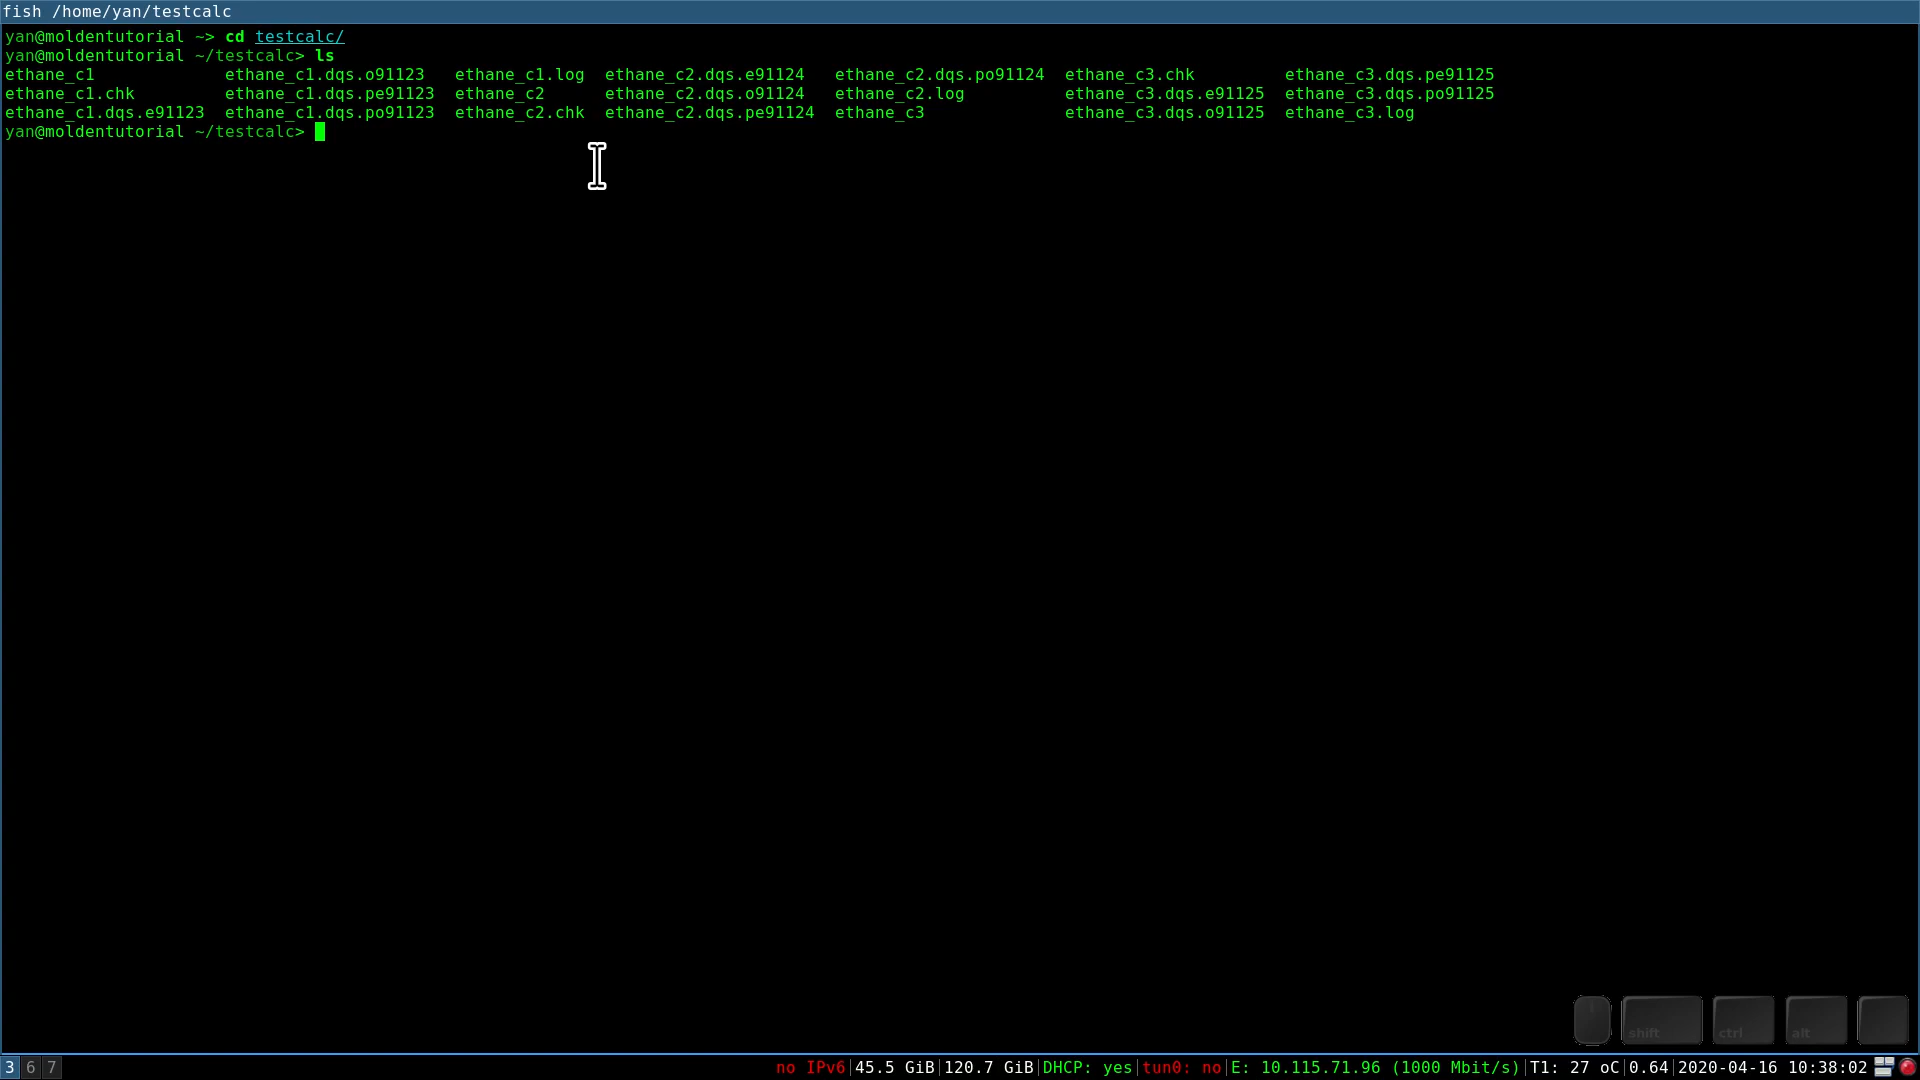 fish /home/yan/testcalc
yan@moldentutorial ~> cd testcalc/
yan@moldentutorial ~/testcalc> ls
ethane_c1 ethane_c1.dqs.o91123 ethane_c1.log ethane_c2.dqs.e91124 ethane_c2.dqs.po91124 ethane_c3.chk ethane_c3.dqs.pe91125
ethane_c1.chk ethane_c1.dqs.pe91123 ethane_c2 ethane_c2.dqs.o91124 ethane_c2.log ethane_c3.dqs.e91125 ethane_c3.dqs.po91125
ethane_c1.dqs.e91123 ethane_c1.dqs.po91123 ethane_c2.chk ethane_c2.dqs.pe91124 ethane_c3 ethane_c3.dqs.o91125 ethane_c3.log
yan@moldentutorial ~/testcalc>
shift ctrl alt
3 6 7 no IPv6|45.5 GiB|120.7 GiB|DHCP: yes|tun0: no|E: 10.115.71.96 (1000 Mbit/s)|T1: 27 oC|0.64|2020-04-16 10:38:02